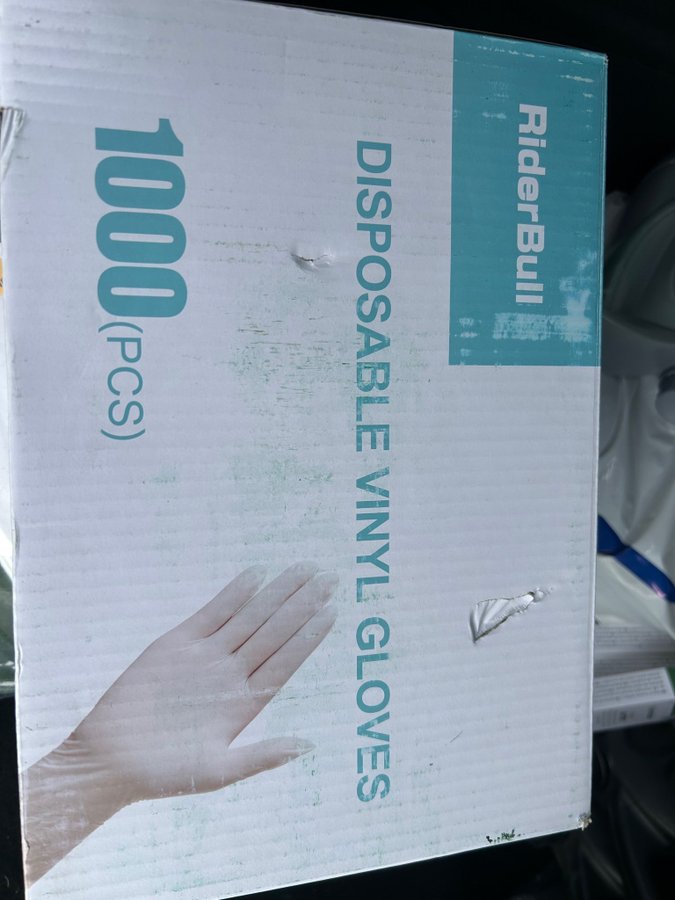 RiderBull
DISPOSABLE VINYL GLOVES
1000(PCS)